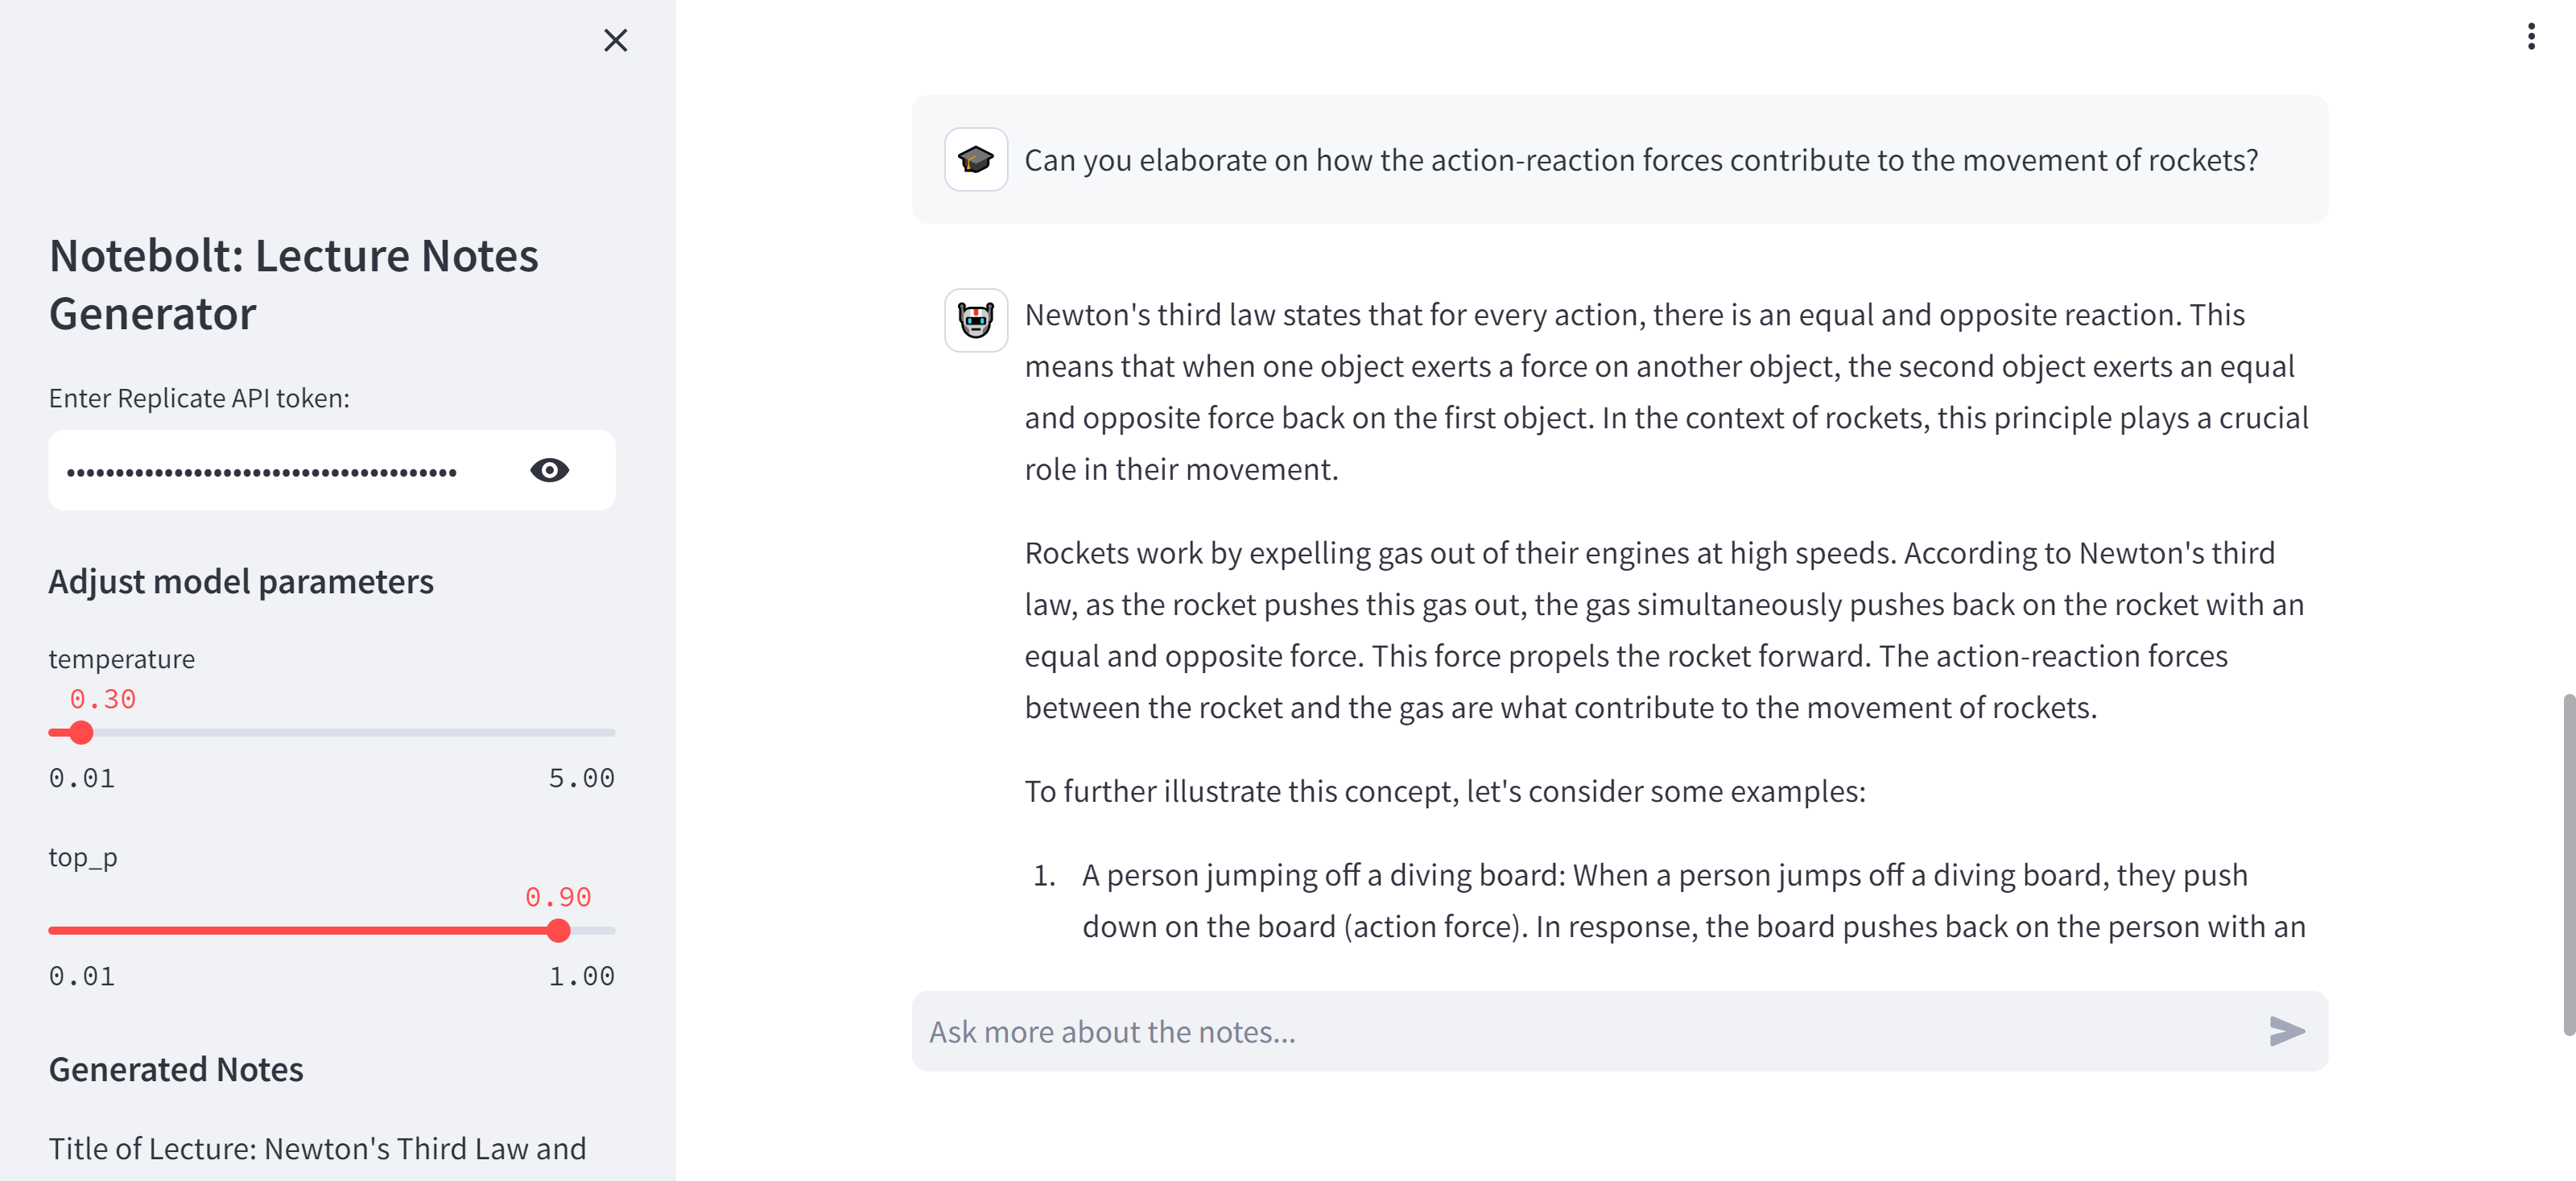 Notebolt: Lecture Notes
Generator
Enter Replicate API token:
••••••••••••••••••••••••••••••••••••••••
Adjust model parameters
temperature
0.30
0.01 5.00
top_p
0.90
0.01 1.00
Generated Notes
Title of Lecture: Newton's Third Law and
Can you elaborate on how the action-reaction forces contribute to the movement of rockets?
Newton's third law states that for every action, there is an equal and opposite reaction. This
means that when one object exerts a force on another object, the second object exerts an equal
and opposite force back on the first object. In the context of rockets, this principle plays a crucial
role in their movement.
Rockets work by expelling gas out of their engines at high speeds. According to Newton's third
law, as the rocket pushes this gas out, the gas simultaneously pushes back on the rocket with an
equal and opposite force. This force propels the rocket forward. The action-reaction forces
between the rocket and the gas are what contribute to the movement of rockets.
To further illustrate this concept, let's consider some examples:
1. A person jumping off a diving board: When a person jumps off a diving board, they push
down on the board (action force). In response, the board pushes back on the person with an
Ask more about the notes...